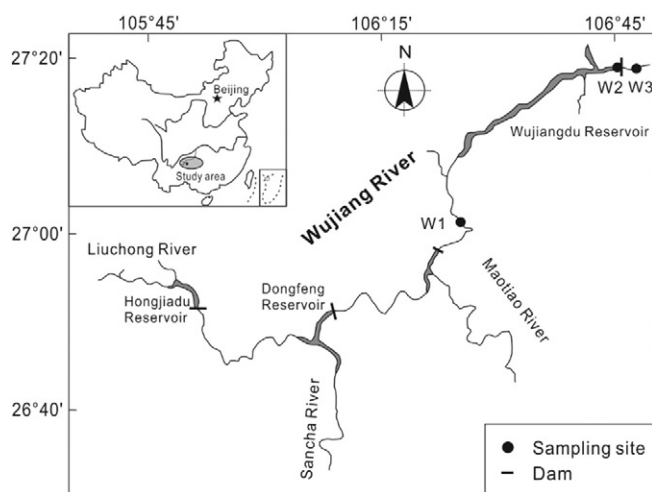 105°45'
106°15'
106°45'
27°20'
27°00'
26°40'
Beijing
Study area
N
W2
W3
Wujiangdu Reservoir
Wujiang River
W1
Liuchong River
Hongjiadu
Reservoir
Dongfeng
Reservoir
Maotiao River
Sancha River
Sampling site
Dam